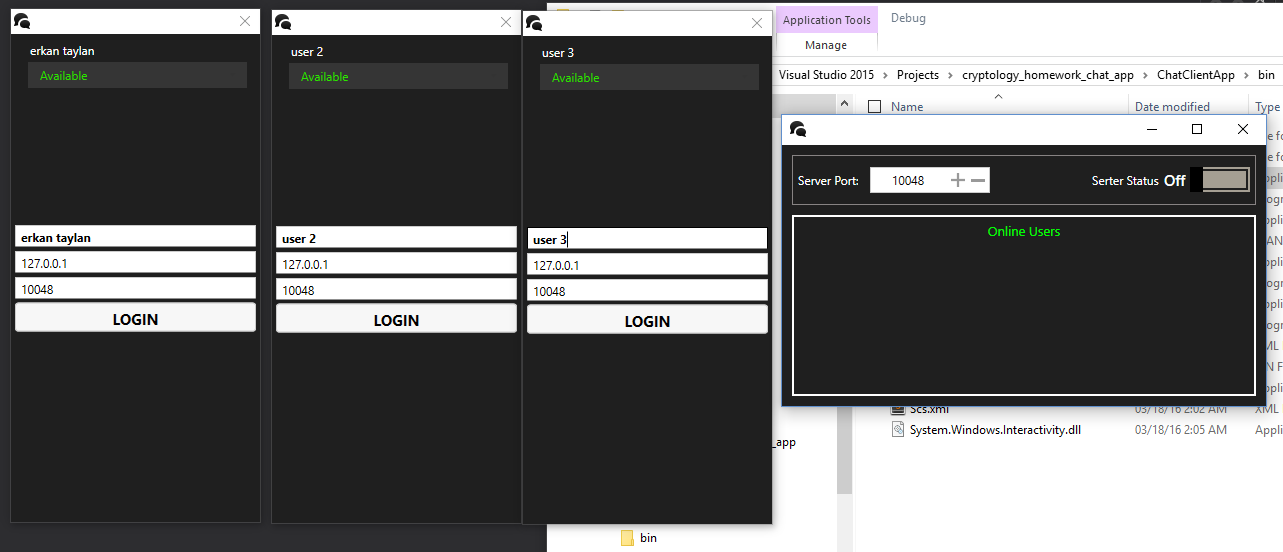 erkan taylan
Available
erkan taylan
127.0.0.1
10048
LOGIN
user 2
Available
user 2
127.0.0.1
10048
LOGIN
user 3
Available
user 3
127.0.0.1
10048
LOGIN
Application Tools
Debug
Manage
Visual Studio 2015 Projects cryptology_homework_chat_app ChatClientApp bin
Name Date modified Type
Server Port: 10048 Serter Status Off
Online Users
Scs.xml 03/18/16 2:02 AM XML
System.Windows.Interactivity.dll 03/18/16 2:05 AM Appli
_app
bin